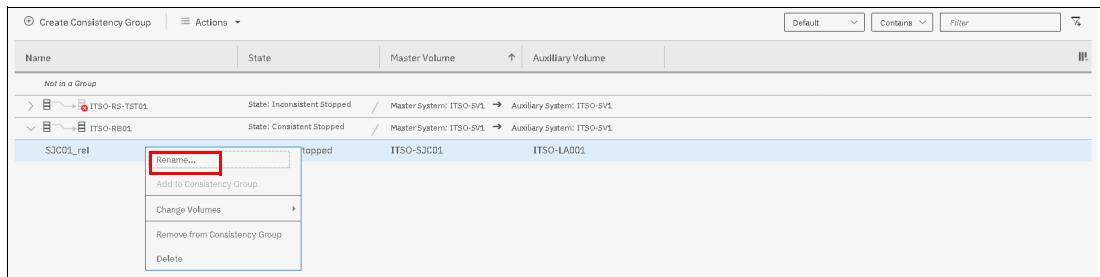 Create Consistency Group Actions Default Contains Filter
Name State Master Volume Auxiliary Volume
Not in a Group
ITSO-RS-TST01 State: Inconsistent Stopped Master System: ITSO-SV1 → Auxiliary System: ITSO-SV1
ITSO-RB01 State: Consistent Stopped Master System: ITSO-SV1 → Auxiliary System: ITSO-SV1
SJC01_rel topped ITSO-SJC01 ITSO-LA001
Rename...
Add to Consistency Group
Change Volumes
Remove from Consistency Group
Delete